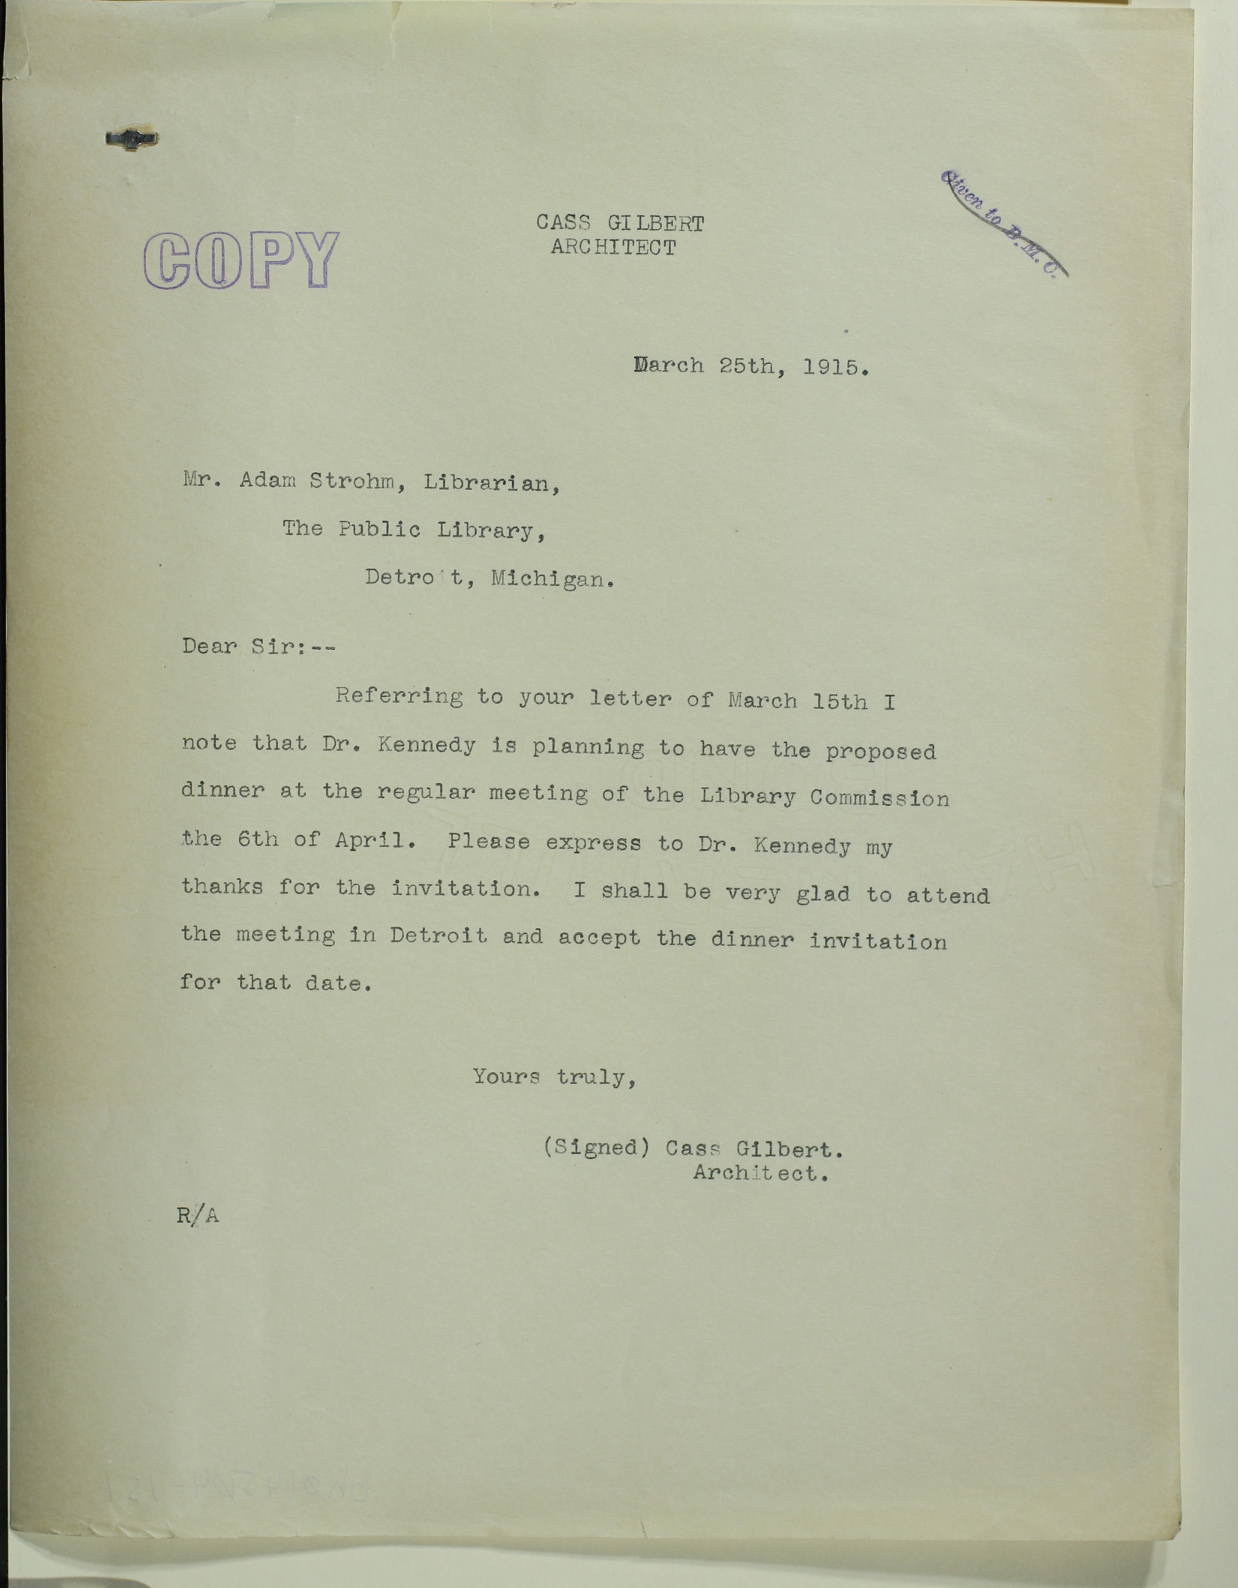 CASS GILBERT
ARCHITECT
COPY
Given to B.M.C.
March 25th, 1915.
Mr. Adam Strohm, Librarian,
The Public Library,
Detro t, Michigan.
Dear Sir:--
Referring to your letter of March 15th I
note that Dr. Kennedy is planning to have the proposed
dinner at the regular meeting of the Library Commission
the 6th of April. Please express to Dr. Kennedy my
thanks for the invitation. I shall be very glad to attend
the meeting in Detroit and accept the dinner invitation
for that date.
Yours truly,
(Signed) Cass Gilbert.
Architect.
R/A